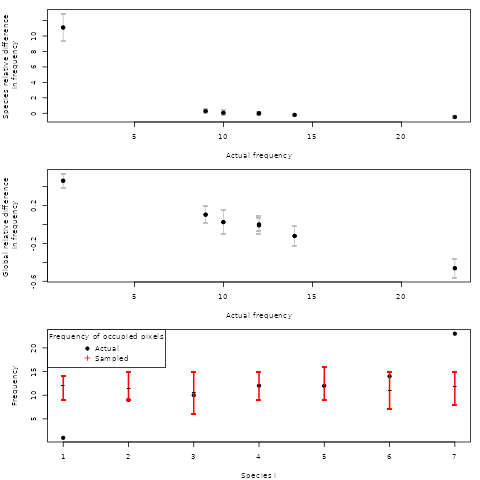 Species relative difference
in frequency
0
2
4
6
8
10
5
10
15
20
Actual frequency
Global relative difference
in frequency
-0.6
-0.2
0.2
5
10
15
20
Actual frequency
Frequency of occupied pixels
Actual
Sampled
Frequency
5
10
15
20
1
2
3
4
5
6
7
Species i